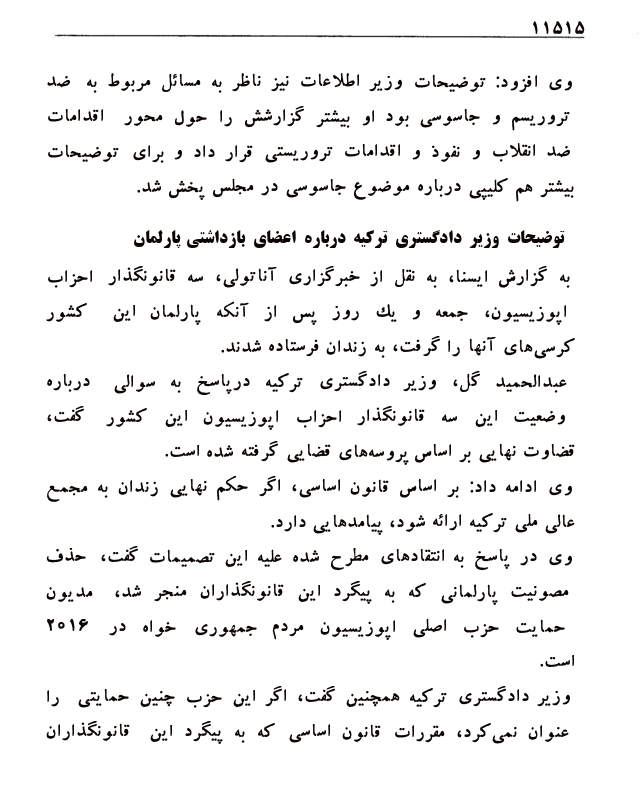 ۱۱۵۱۵
وی افزود: توضیحات وزیر اطلاعات نیز ناظر به مسائل مربوط به ضد
تروریسم و جاسوسی بود او بیشتر گزارشش را حول محور اقدامات
ضد انقلاب و نفوذ و اقدامات تروریستی قرار داد و برای توضیحات
بیشتر هم کلیپی درباره موضوع جاسوسی در مجلس پخش شد.
توضیحات وزیر دادگستری ترکیه درباره اعضای بازداشتی پارلمان
به گزارش ایسنا، به نقل از خبرگزاری آناتولی، سه قانونگذار احزاب
اپوزیسیون، جمعه و یك روز پس از آنکه پارلمان این کشور
کرسی‌های آنها را گرفت، به زندان فرستاده شدند.
عبدالحمید گل، وزیر دادگستری ترکیه درپاسخ به سوالی درباره
وضعیت این سه قانونگذار احزاب اپوزیسیون این کشور گفت،
قضاوت نهایی بر اساس پروسه‌های قضایی گرفته شده است.
وی ادامه داد: بر اساس قانون اساسی، اگر حکم نهایی زندان به مجمع
عالی ملی ترکیه ارائه شود، پیامدهایی دارد.
وی در پاسخ به انتقادهای مطرح شده علیه این تصمیمات گفت، حذف
مصونیت پارلمانی که به پیگرد این قانونگذاران منجر شد، مدیون
حمایت حزب اصلی اپوزیسیون مردم جمهوری خواه در ۲۰۱۶
است.
وزیر دادگستری ترکیه همچنین گفت، اگر این حزب چنین حمایتی را
عنوان نمی‌کرد، مقررات قانون اساسی که به پیگرد این قانونگذاران